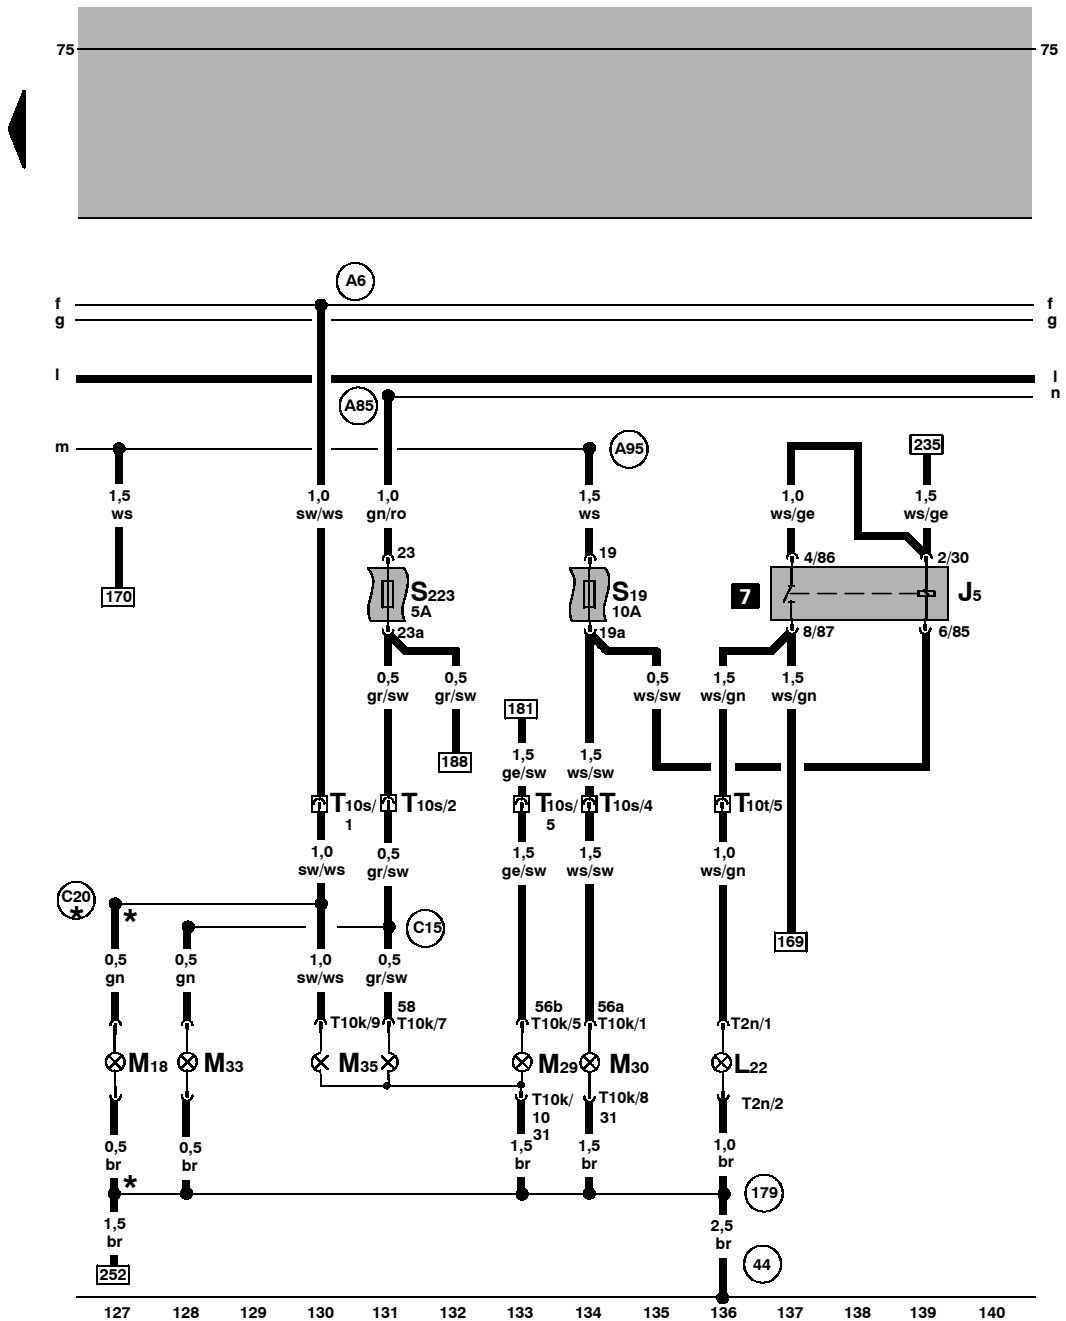 75 75
A6
f f
g g
l l
A85 n
m A95 235
1,5 1,0 1,0 1,5 1,0 1,5
ws sw/ws gn/ro ws ws/ge ws/ge
23 19 4/86 2/30
170 S223 S19 7 J5
5A 10A
23a 19a 8/87 6/85
0,5 0,5 0,5 1,5 1,5
gr/sw gr/sw ws/sw ws/gn ws/gn
181
188 1,5 1,5
ge/sw ws/sw
T10s/ T10s/2 T10s/ T10s/4 T10t/5
1 5
1,0 0,5 1,5 1,5 1,0
sw/ws gr/sw ge/sw ws/sw ws/gn
C20
* * C15
169
0,5 0,5 1,0 0,5
gn gn sw/ws gr/sw
58 56b 56a
T10k/9 T10k/7 T10k/5 T10k/1 T2n/1
M18 M33 M35 M29 M30 L22
T10k/ T10k/8 T2n/2
10 31
31
0,5 0,5 1,5 1,5 1,0
br br br br br
* 179
1,5 2,5
br br
252 44
127 128 129 130 131 132 133 134 135 136 137 138 139 140